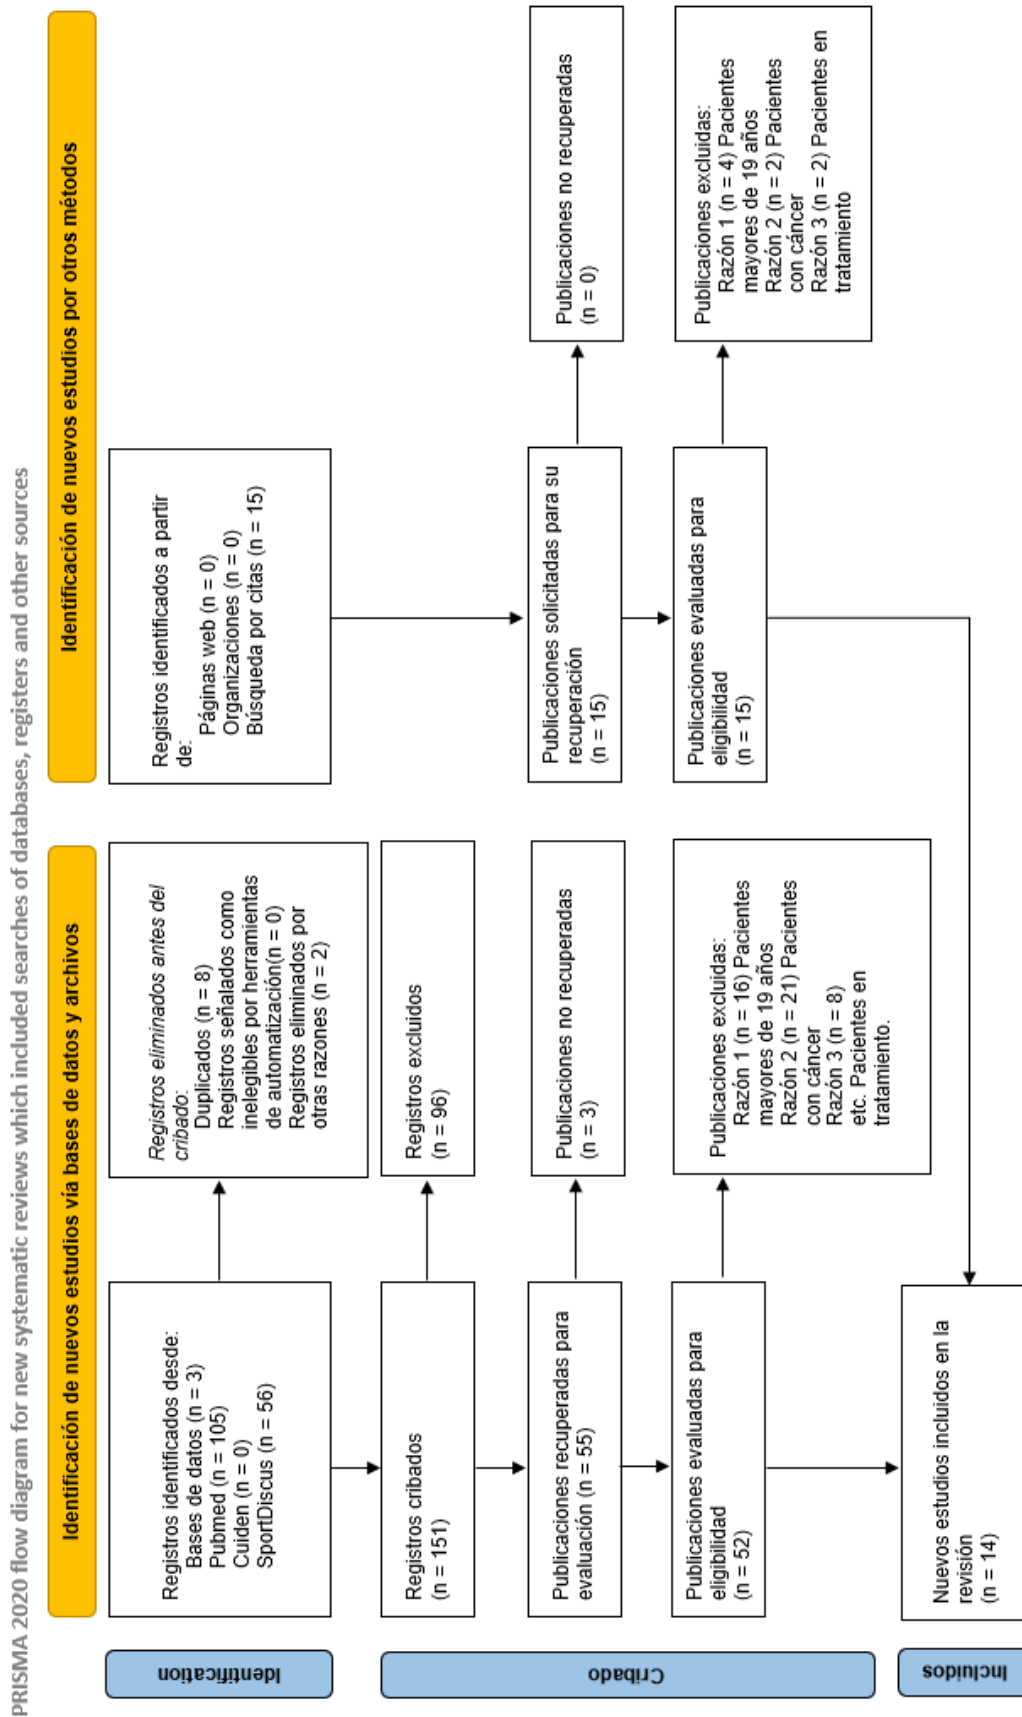 PRISMA 2020 flow diagram for new systematic reviews which included searches of databases, registers and other sources
Identificación de nuevos estudios vía bases de datos y archivos
Identificación de nuevos estudios por otros métodos
Identification
Registros identificados desde:
Bases de datos (n = 3)
Pubmed (n = 105)
Cuiden (n = 0)
SportDiscus (n = 56)
Registros eliminados antes del
cribado:
Duplicados (n = 8)
Registros señalados como
inelegibles por herramientas
de automatización(n = 0)
Registros eliminados por
otras razones (n = 2)
Registros identificados a partir
de:
Páginas web (n = 0)
Organizaciones (n = 0)
Búsqueda por citas (n = 15)
Cribado
Registros cribados
(n = 151)
Registros excluidos
(n = 96)
Publicaciones recuperadas para
evaluación (n = 55)
Publicaciones no recuperadas
(n = 3)
Publicaciones solicitadas para su
recuperación
(n = 15)
Publicaciones no recuperadas
(n = 0)
Publicaciones evaluadas para
eligibilidad
(n = 52)
Publicaciones excluidas:
Razón 1 (n = 16) Pacientes
mayores de 19 años
Razón 2 (n = 21) Pacientes
con cáncer
Razón 3 (n = 8)
etc. Pacientes en
tratamiento.
Publicaciones evaluadas para
eligibilidad
(n = 15)
Publicaciones excluidas:
Razón 1 (n = 4) Pacientes
mayores de 19 años
Razón 2 (n = 2) Pacientes
con cáncer
Razón 3 (n = 2) Pacientes en
tratamiento
Incluidos
Nuevos estudios incluidos en la
revisión
(n = 14)